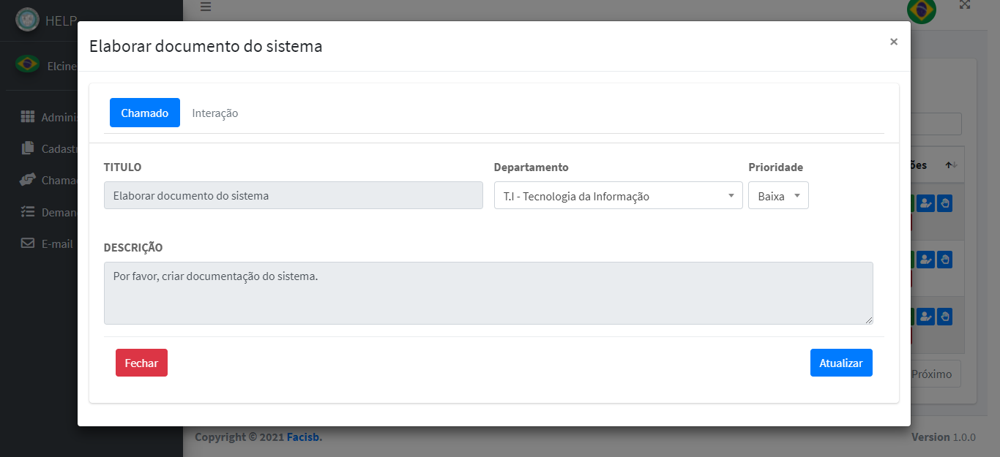 HELP
Elaborar documento do sistema
×
Elcine
Chamado Interação
Adminis
Cadastr
Chama
Deman
E-mail
TITULO Departamento Prioridade
ões
Elaborar documento do sistema T.I - Tecnologia da Informação Baixa
DESCRIÇÃO
Por favor, criar documentação do sistema.
Fechar Atualizar
Próximo
Copyright © 2021 Facisb. Version 1.0.0